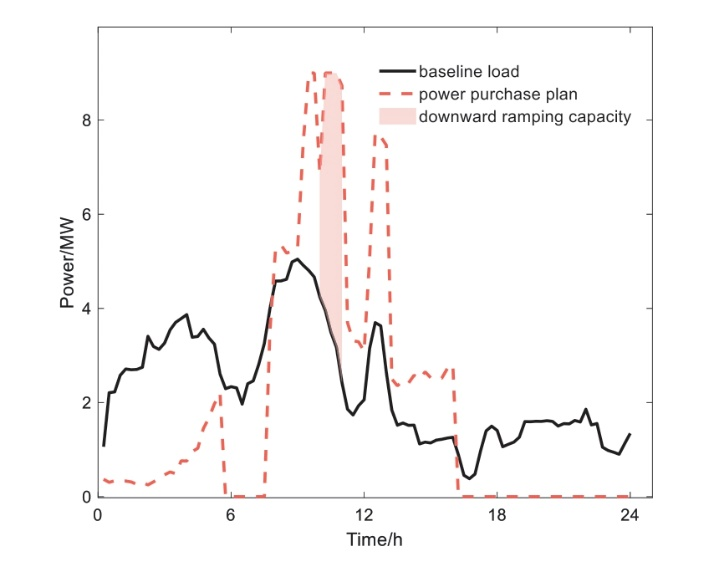 baseline load
power purchase plan
downward ramping capacity
8
6
4
2
0
Power/MW
0 6 12 18 24
Time/h